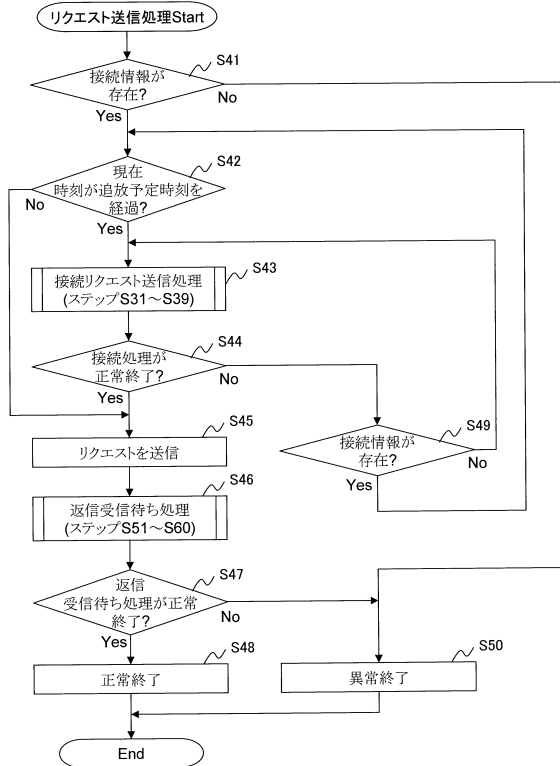 リクエスト送信処理Start
S41
接続情報が
存在?
No
Yes
S42
現在
時刻が追放予定時刻を
経過?
No
Yes
S43
接続リクエスト送信処理
(ステップS31～S39)
S44
接続処理が
正常終了?
No
Yes
S49
接続情報が
存在?
No
Yes
S45
リクエストを送信
S46
返信受信待ち処理
(ステップS51～S60)
S47
返信
受信待ち処理が正常
終了?
No
Yes
S48
正常終了
S50
異常終了
End